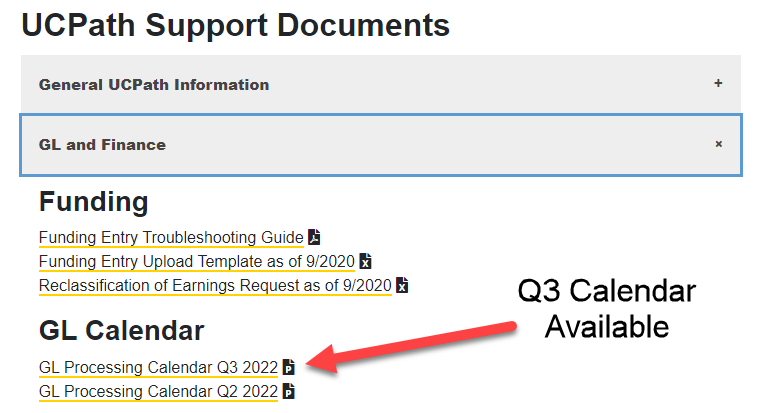 UCPath Support Documents
General UCPath Information +
GL and Finance ×
Funding
Funding Entry Troubleshooting Guide
Funding Entry Upload Template as of 9/2020
Reclassification of Earnings Request as of 9/2020
Q3 Calendar
Available
GL Calendar
GL Processing Calendar Q3 2022
GL Processing Calendar Q2 2022